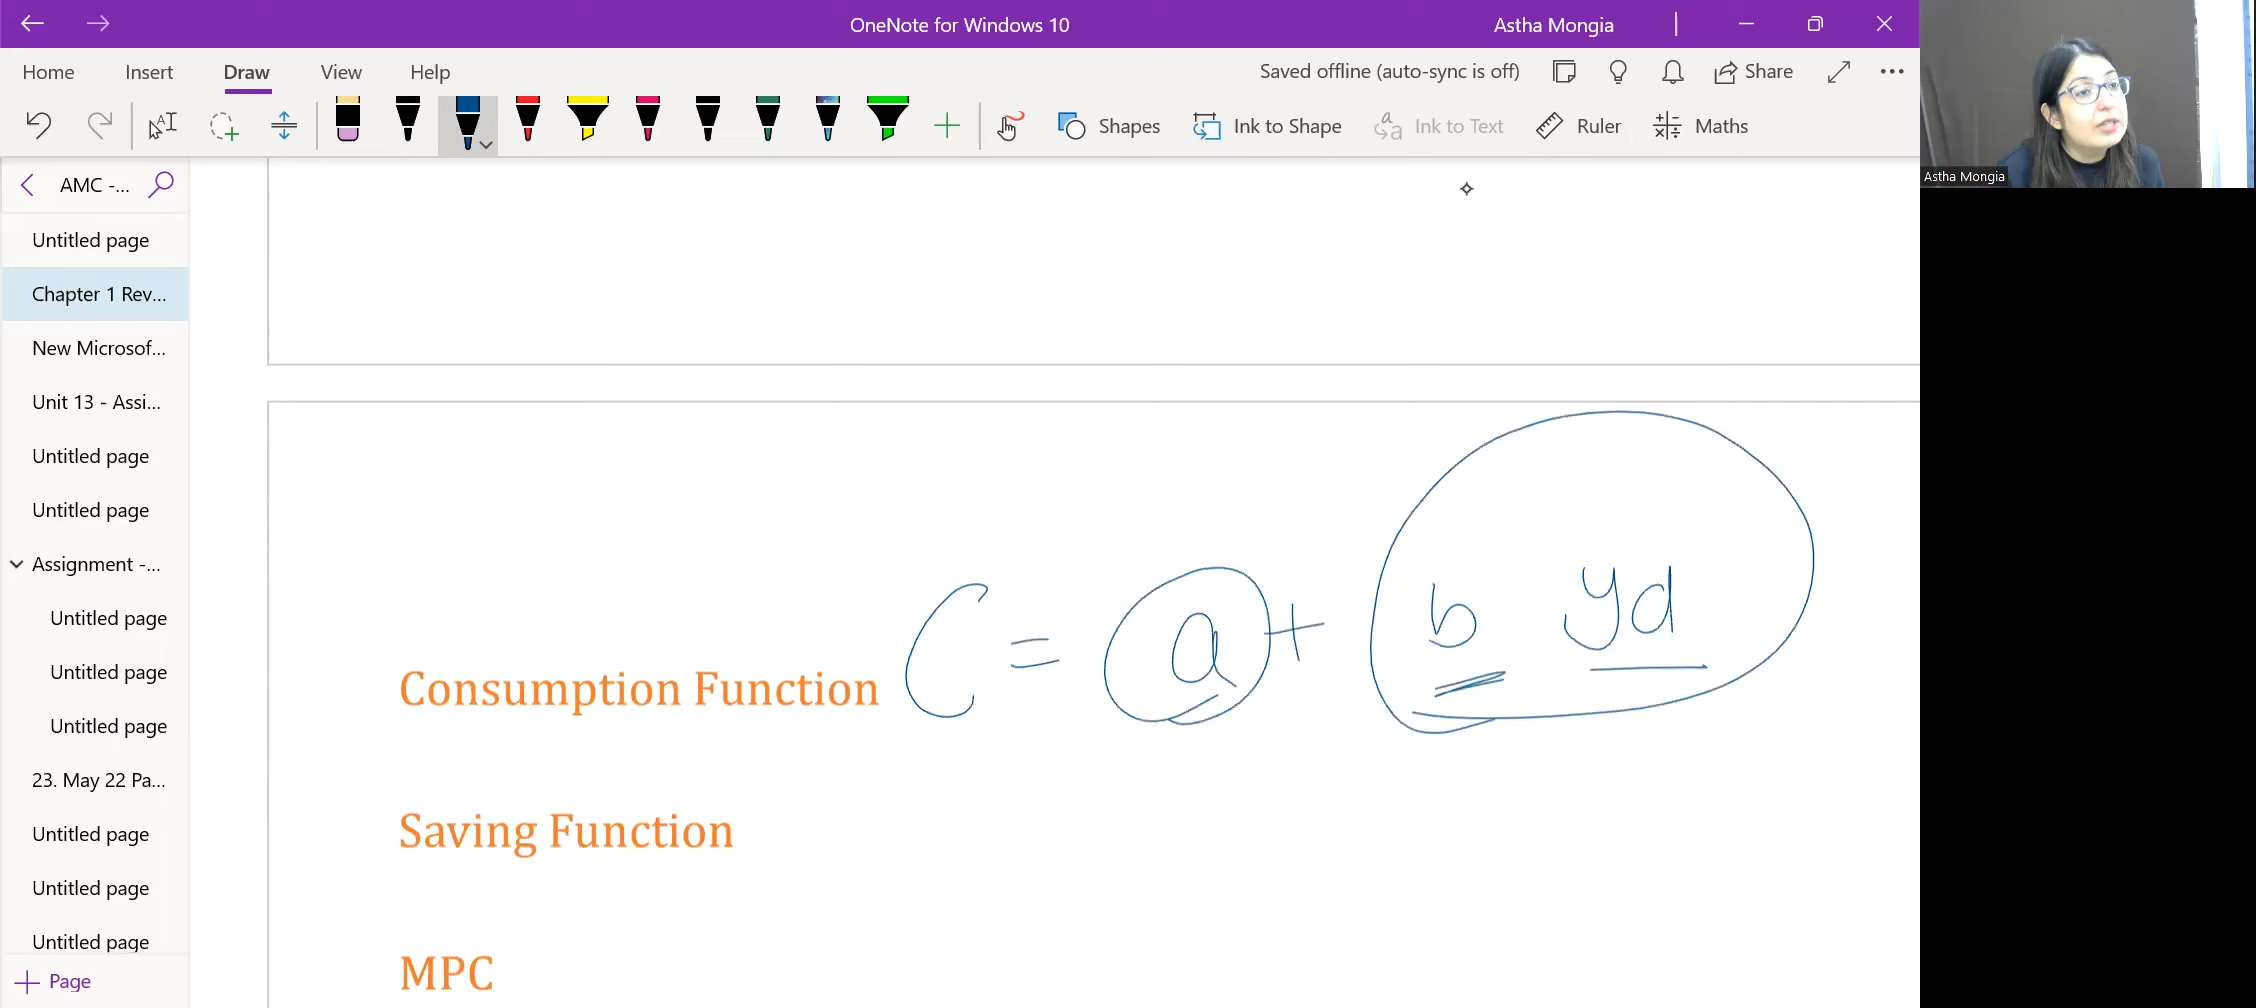 OneNote for Windows 10
Astha Mongia
Home Insert Draw View Help
Saved offline (auto-sync is off) Share
Shapes Ink to Shape Ink to Text Ruler Maths
Astha Mongia
AMC -...
Untitled page
Chapter 1 Rev...
New Microsof...
Unit 13 - Assi...
Untitled page
Untitled page
Assignment -...
Untitled page
Untitled page
Untitled page
23. May 22 Pa...
Untitled page
Untitled page
Untitled page
Page
Consumption Function C = a + b yd
Saving Function
MPC